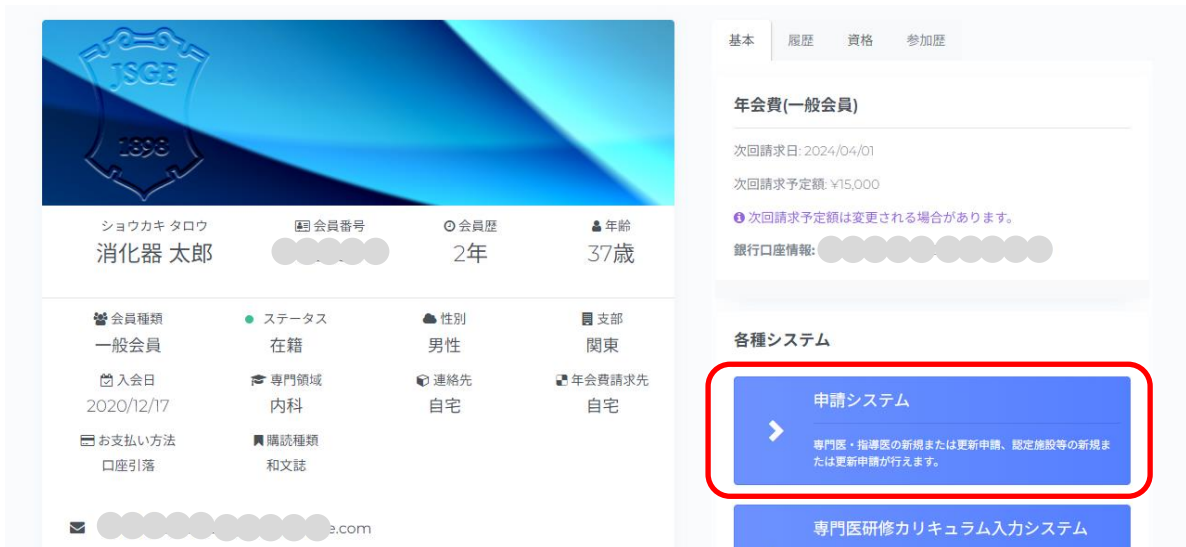 JSGE
1898
ショウカキ タロウ
消化器 太郎
会員番号
会員歴
2年
年齢
37歳
会員種類
一般会員
ステータス
在籍
性別
男性
支部
関東
入会日
2020/12/17
専門領域
内科
連絡先
自宅
年会費請求先
自宅
お支払い方法
口座引落
購読種類
和文誌
e.com
基本 履歴 資格 参加歴
年会費(一般会員)
次回請求日: 2024/04/01
次回請求予定額: ¥15,000
次回請求予定額は変更される場合があります。
銀行口座情報:
各種システム
申請システム
専門医・指導医の新規または更新申請、認定施設等の新規ま
たは更新申請が行えます。
専門医研修カリキュラム入力システム